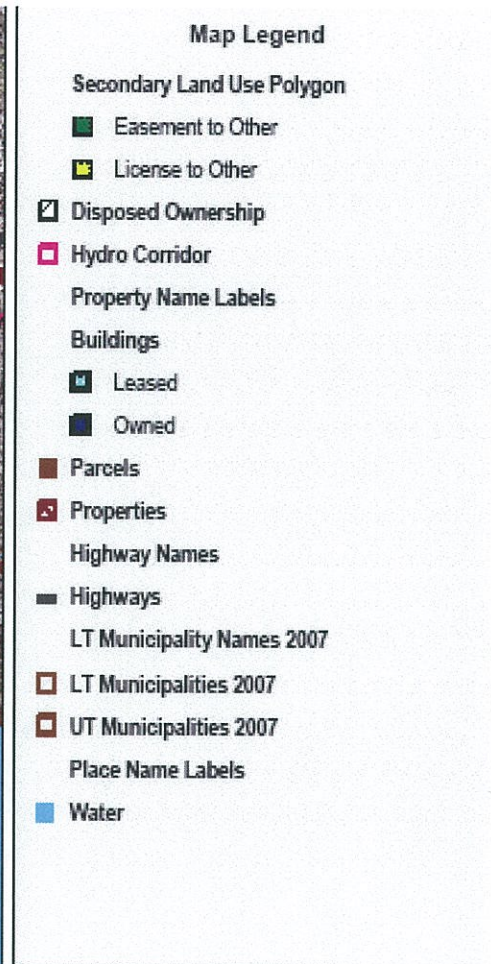 Map Legend
Secondary Land Use Polygon
Easement to Other
License to Other
Disposed Ownership
Hydro Corridor
Property Name Labels
Buildings
Leased
Owned
Parcels
Properties
Highway Names
Highways
LT Municipality Names 2007
LT Municipalities 2007
UT Municipalities 2007
Place Name Labels
Water